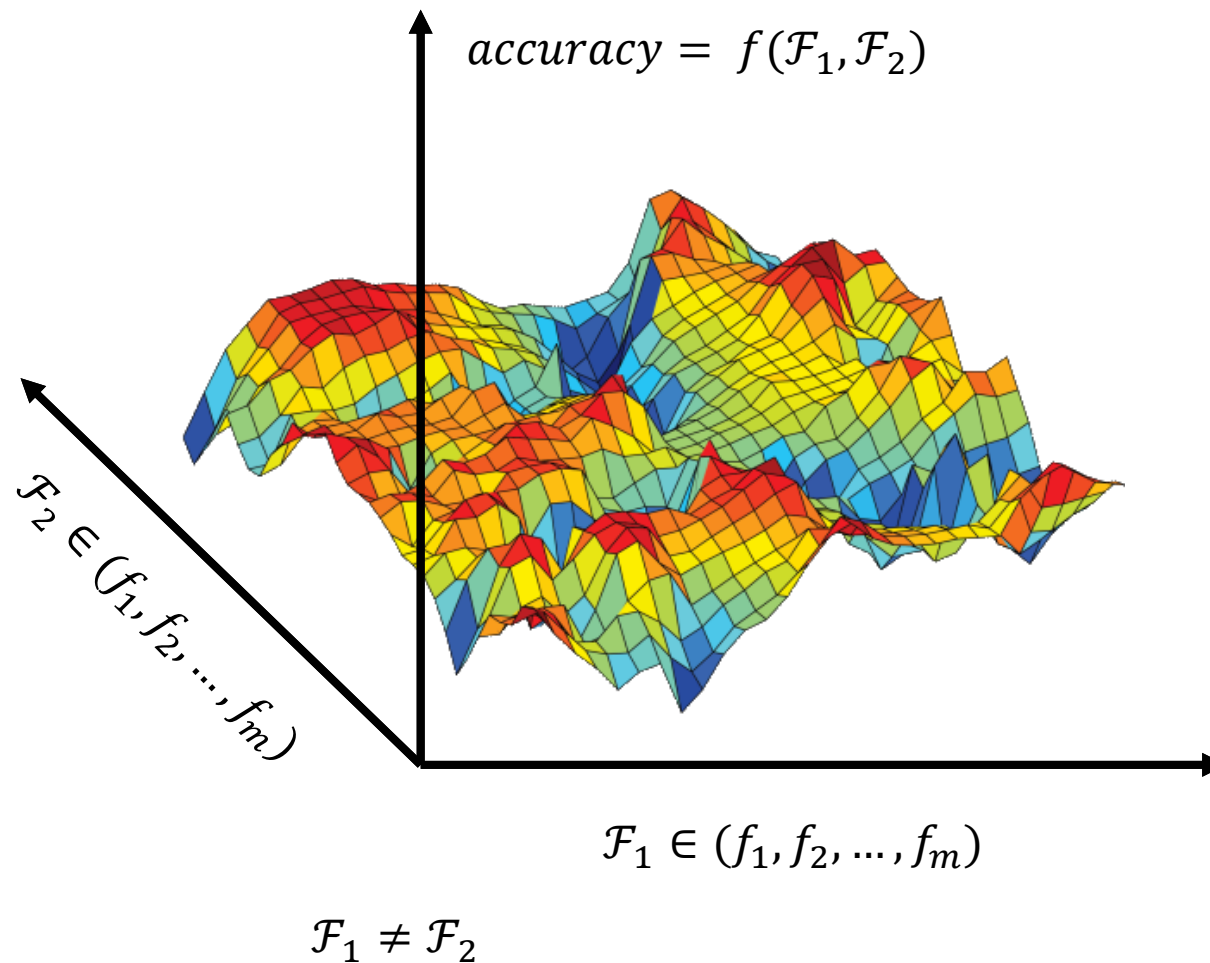 accuracy = f(ℱ₁, ℱ₂)
ℱ₂ ∈ (f₁, f₂, ..., fₘ)
ℱ₁ ∈ (f₁, f₂, ..., fₘ)
ℱ₁ ≠ ℱ₂